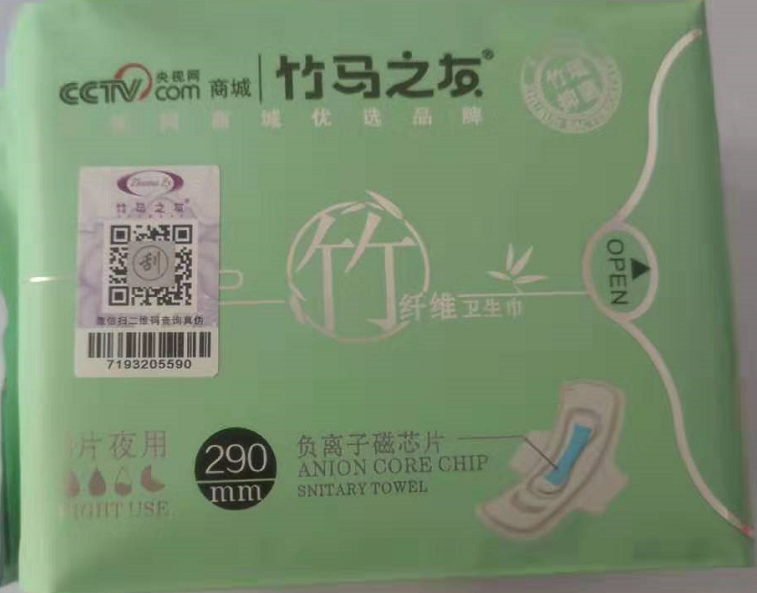 CCTV.com 央视网 商城 竹马之友®
央视网商城优选品牌
竹马之友
刮
微信扫二维码查询真伪
7193205590
竹纤维卫生巾
OPEN
片夜用
NIGHT USE
290
mm
负离子磁芯片
ANION CORE CHIP
SNITARY TOWEL